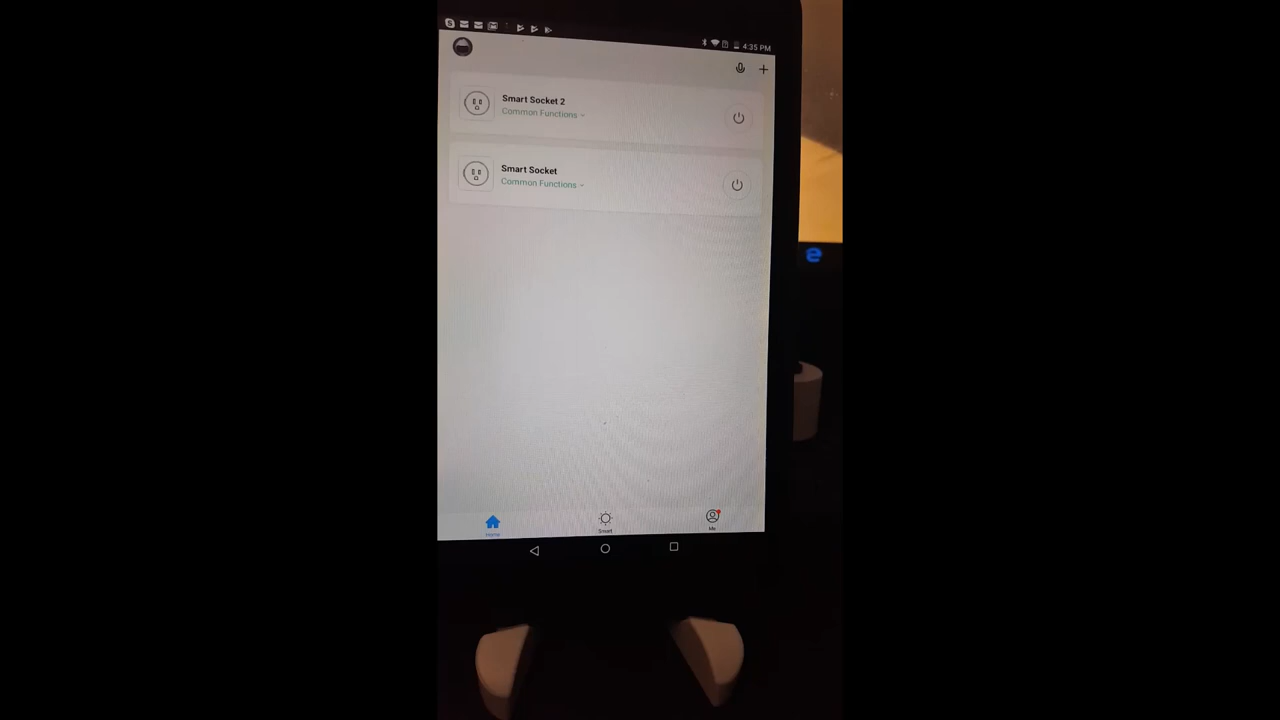 4:35 PM
Smart Socket 2
Common Functions
Smart Socket
Common Functions
Home
Smart
Me